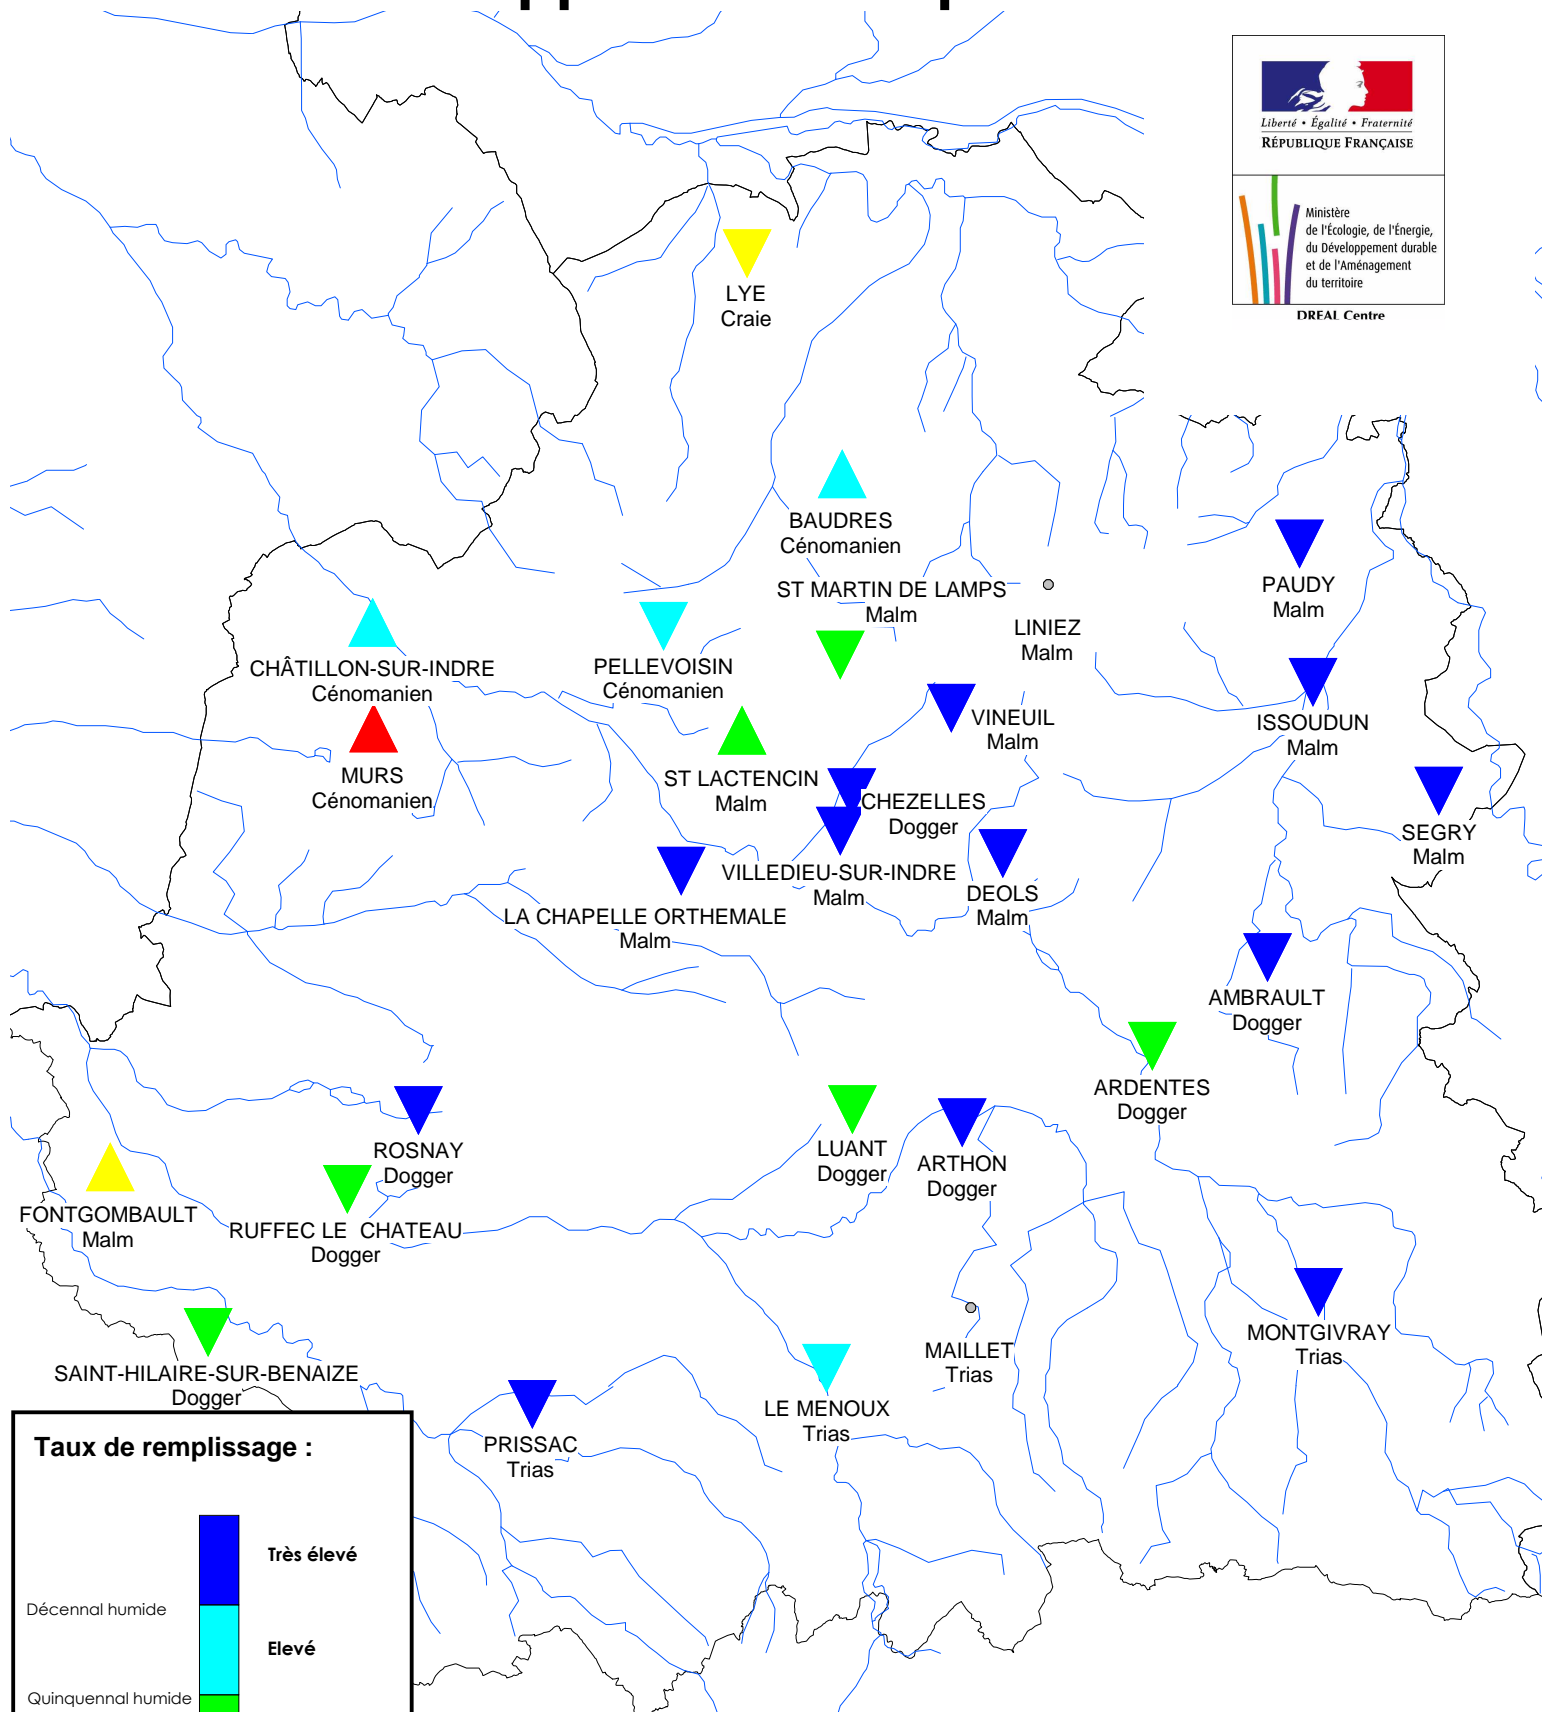 Liberté • Égalité • Fraternité
RÉPUBLIQUE FRANÇAISE
Ministère
de l'Écologie, de l'Énergie,
du Développement durable
et de l'Aménagement
du territoire
DREAL Centre
LYE
Craie
BAUDRES
Cénomanien
ST MARTIN DE LAMPS
Malm
LINIEZ
Malm
PAUDY
Malm
CHÂTILLON-SUR-INDRE
Cénomanien
PELLEVOISIN
Cénomanien
VINEUIL
Malm
ISSOUDUN
Malm
MURS
Cénomanien
ST LACTENCIN
Malm
CHEZELLES
Dogger
SEGRY
Malm
VILLEDIEU-SUR-INDRE
Malm
DEOLS
Malm
LA CHAPELLE ORTHEMALE
Malm
AMBRAULT
Dogger
ARDENTES
Dogger
ROSNAY
Dogger
LUANT
Dogger
ARTHON
Dogger
FONTGOMBAULT
Malm
RUFFEC LE CHATEAU
Dogger
MONTGIVRAY
Trias
MAILLET
Trias
SAINT-HILAIRE-SUR-BENAIZE
Dogger
LE MENOUX
Trias
PRISSAC
Trias
Taux de remplissage :
Très élevé
Décennal humide
Elevé
Quinquennal humide